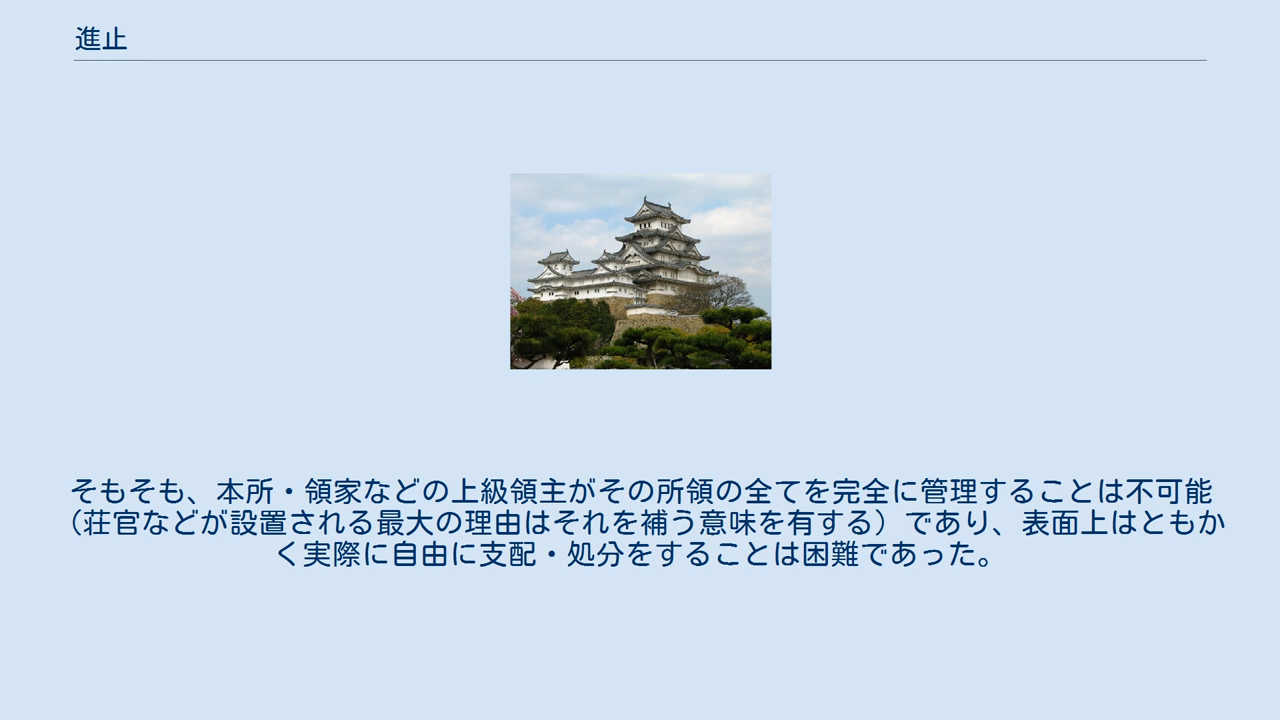 進止
そもそも、本所・領家などの上級領主がその所領の全てを完全に管理することは不可能
（荘官などが設置される最大の理由はそれを補う意味を有する）であり、表面上はともか
く実際に自由に支配・処分をすることは困難であった。